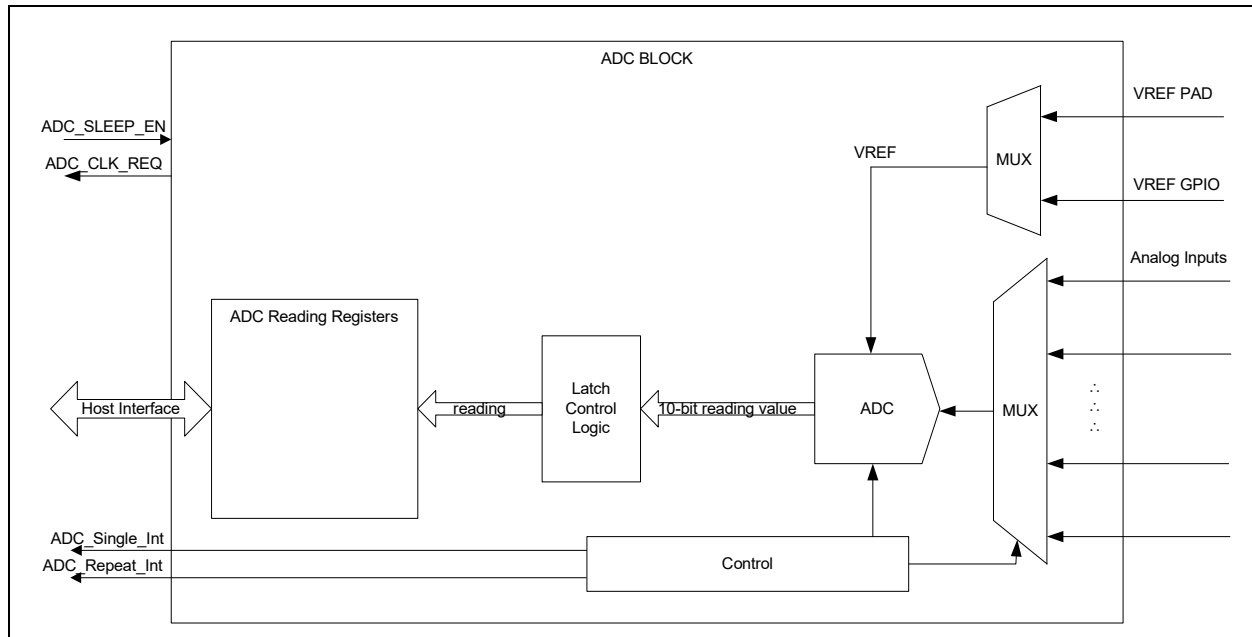 ADC BLOCK
VREF PAD
ADC_SLEEP_EN
ADC_CLK_REQ
VREF
MUX
VREF GPIO
Analog Inputs
ADC Reading Registers
Latch
Control
Logic
Host Interface
reading
10-bit reading value
ADC
MUX
ADC_Single_Int
ADC_Repeat_Int
Control